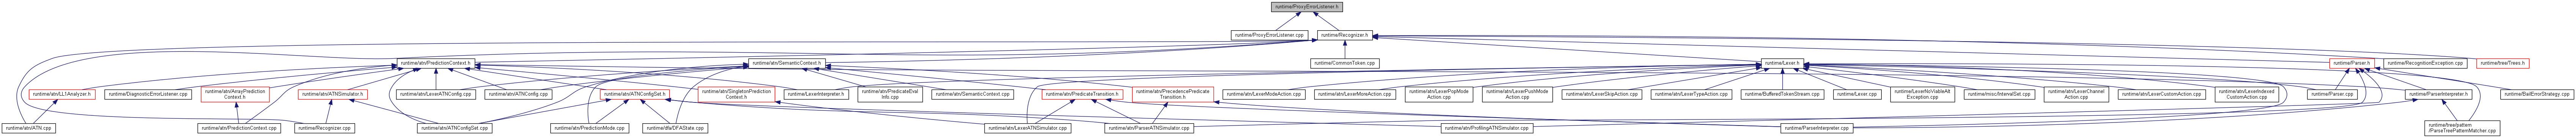 runtime/ProxyErrorListener.h
runtime/ProxyErrorListener.cpp
runtime/Recognizer.h
runtime/atn/PredictionContext.h
runtime/atn/SemanticContext.h
runtime/CommonToken.cpp
runtime/Lexer.h
runtime/Parser.h
runtime/RecognitionException.cpp
runtime/tree/Trees.h
runtime/atn/LL1Analyzer.h
runtime/DiagnosticErrorListener.cpp
runtime/atn/ArrayPrediction
Context.h
runtime/atn/ATNSimulator.h
runtime/atn/LexerATNConfig.cpp
runtime/atn/ATNConfig.cpp
runtime/atn/ATNConfigSet.h
runtime/atn/SingletonPrediction
Context.h
runtime/LexerInterpreter.cpp
runtime/atn/PredicateEval
Info.cpp
runtime/atn/SemanticContext.cpp
runtime/atn/PredicateTransition.h
runtime/atn/PrecedencePredicate
Transition.h
runtime/atn/LexerModeAction.cpp
runtime/atn/LexerMoreAction.cpp
runtime/atn/LexerPopMode
Action.cpp
runtime/atn/LexerPushMode
Action.cpp
runtime/atn/LexerSkipAction.cpp
runtime/atn/LexerTypeAction.cpp
runtime/BufferedTokenStream.cpp
runtime/Lexer.cpp
runtime/LexerNoViableAlt
Exception.cpp
runtime/misc/IntervalSet.cpp
runtime/atn/LexerChannel
Action.cpp
runtime/atn/LexerCustomAction.cpp
runtime/atn/LexerIndexed
CustomAction.cpp
runtime/Parser.cpp
runtime/ParserInterpreter.h
runtime/BailErrorStrategy.cpp
runtime/atn/ATN.cpp
runtime/atn/PredictionContext.cpp
runtime/Recognizer.cpp
runtime/atn/ATNConfigSet.cpp
runtime/atn/PredictionMode.cpp
runtime/dfa/DFAState.cpp
runtime/atn/LexerATNSimulator.cpp
runtime/atn/ParserATNSimulator.cpp
runtime/atn/ProfilingATNSimulator.cpp
runtime/ParserInterpreter.cpp
runtime/tree/pattern
/ParseTreePatternMatcher.cpp